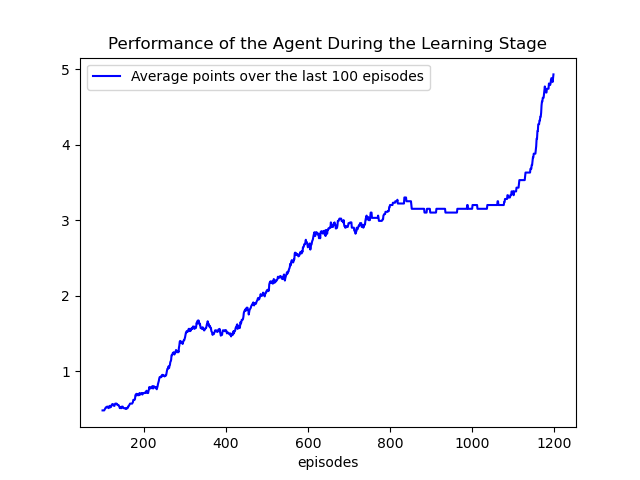 Performance of the Agent During the Learning Stage
Average points over the last 100 episodes
5
4
3
2
1
200 400 600 800 1000 1200
episodes